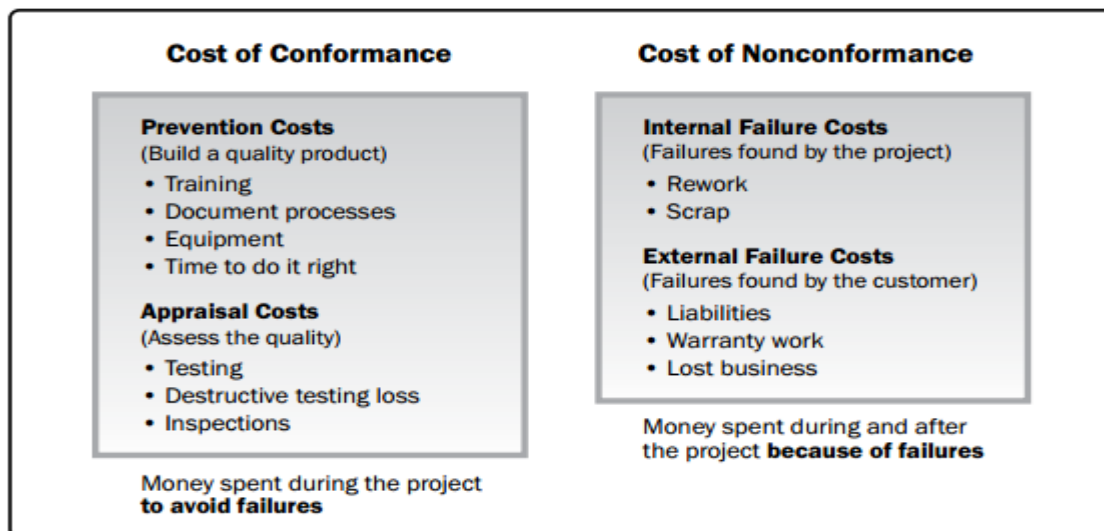 Cost of Conformance
Prevention Costs
(Build a quality product)
• Training
• Document processes
• Equipment
• Time to do it right
Appraisal Costs
(Assess the quality)
• Testing
• Destructive testing loss
• Inspections
Money spent during the project
to avoid failures
Cost of Nonconformance
Internal Failure Costs
(Failures found by the project)
• Rework
• Scrap
External Failure Costs
(Failures found by the customer)
• Liabilities
• Warranty work
• Lost business
Money spent during and after
the project because of failures